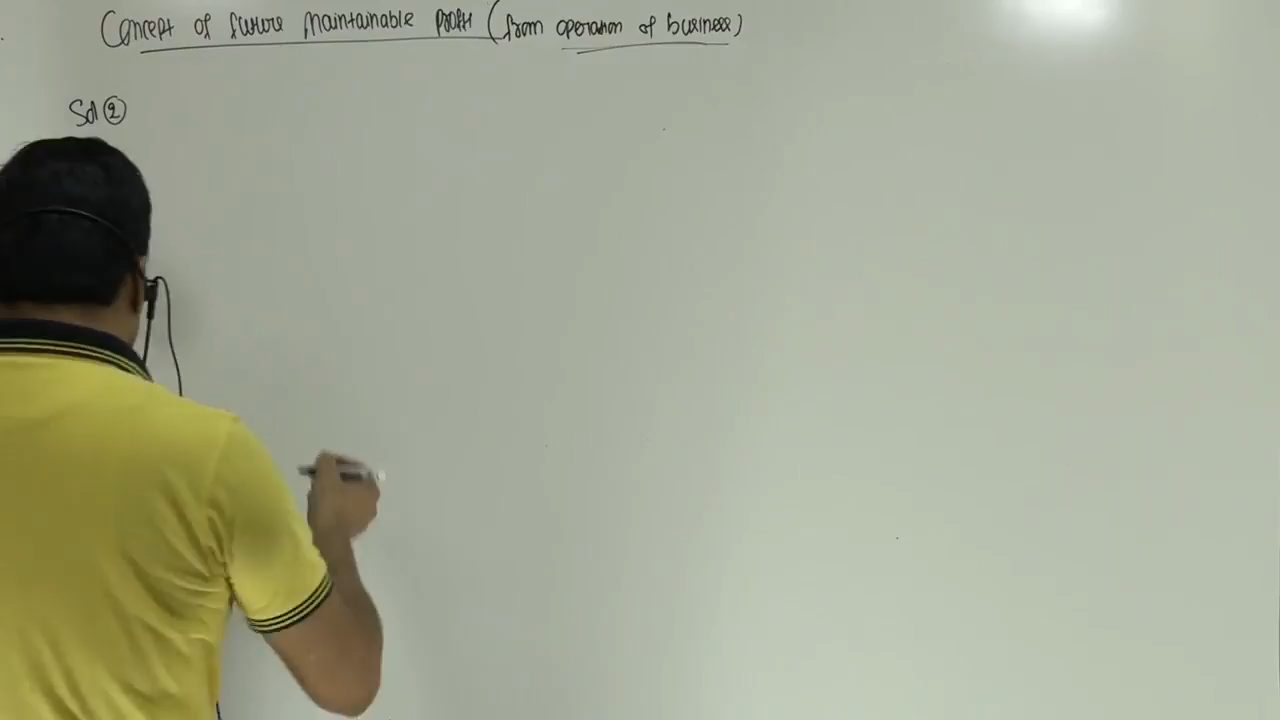 Concept of future Maintainable Profit (from operation of business)
Sol ②